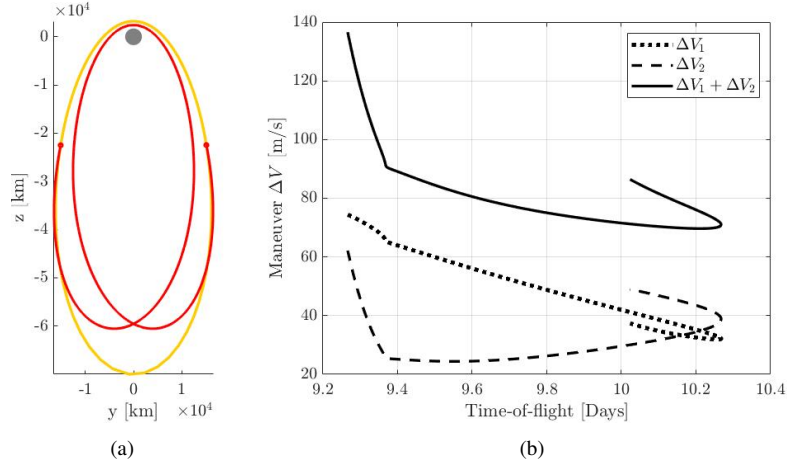 ×10⁴
0
-1
-2
-3
-4
-5
-6
z [km]
-1 0 1
y [km] ×10⁴
(a)
140
120
100
80
60
40
20
Maneuver ΔV [m/s]
ΔV₁
ΔV₂
ΔV₁ + ΔV₂
9.2 9.4 9.6 9.8 10 10.2 10.4
Time-of-flight [Days]
(b)